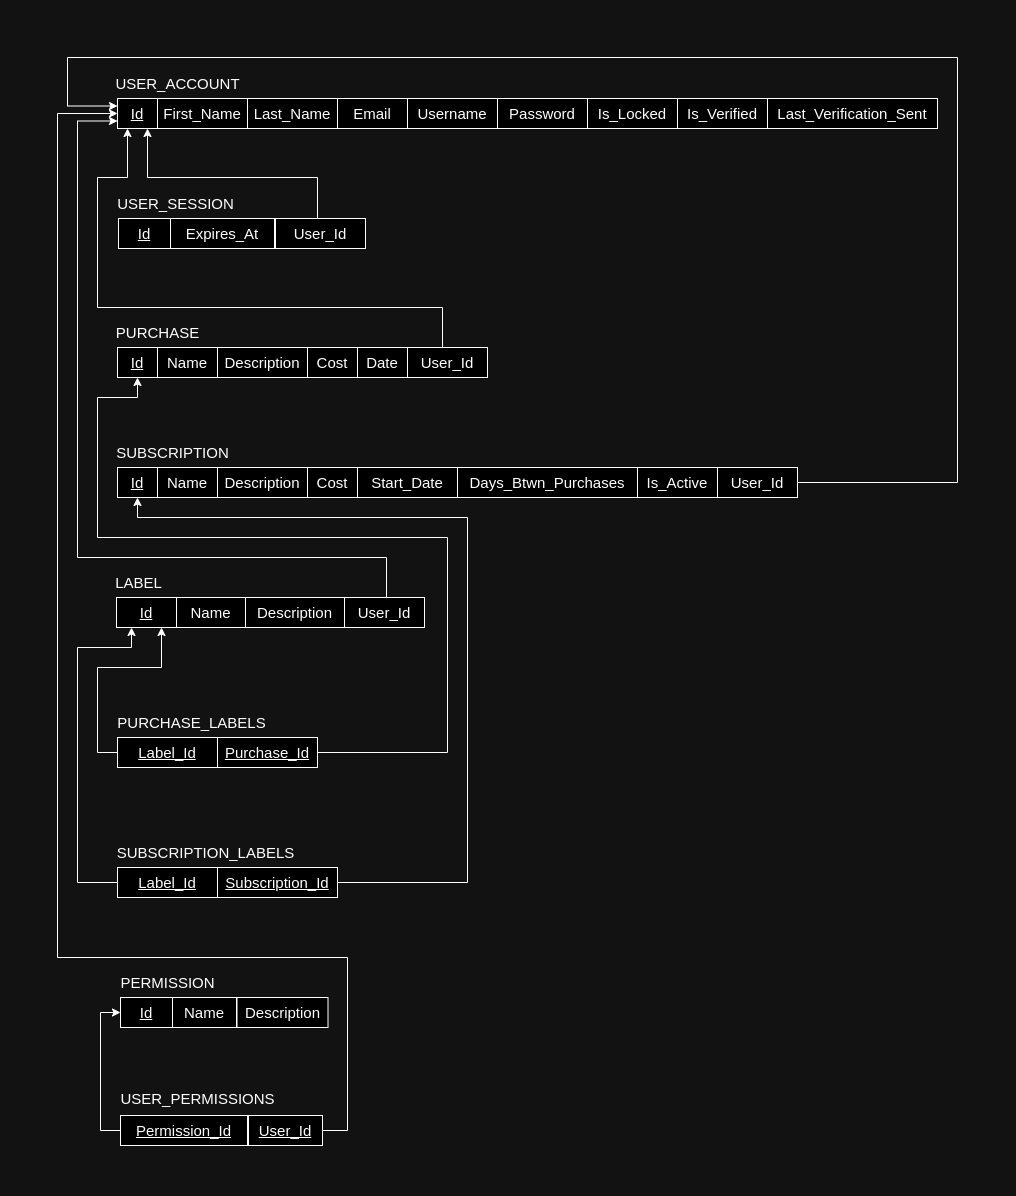 USER_ACCOUNT
Id First_Name Last_Name Email Username Password Is_Locked Is_Verified Last_Verification_Sent
USER_SESSION
Id Expires_At User_Id
PURCHASE
Id Name Description Cost Date User_Id
SUBSCRIPTION
Id Name Description Cost Start_Date Days_Btwn_Purchases Is_Active User_Id
LABEL
Id Name Description User_Id
PURCHASE_LABELS
Label_Id Purchase_Id
SUBSCRIPTION_LABELS
Label_Id Subscription_Id
PERMISSION
Id Name Description
USER_PERMISSIONS
Permission_Id User_Id